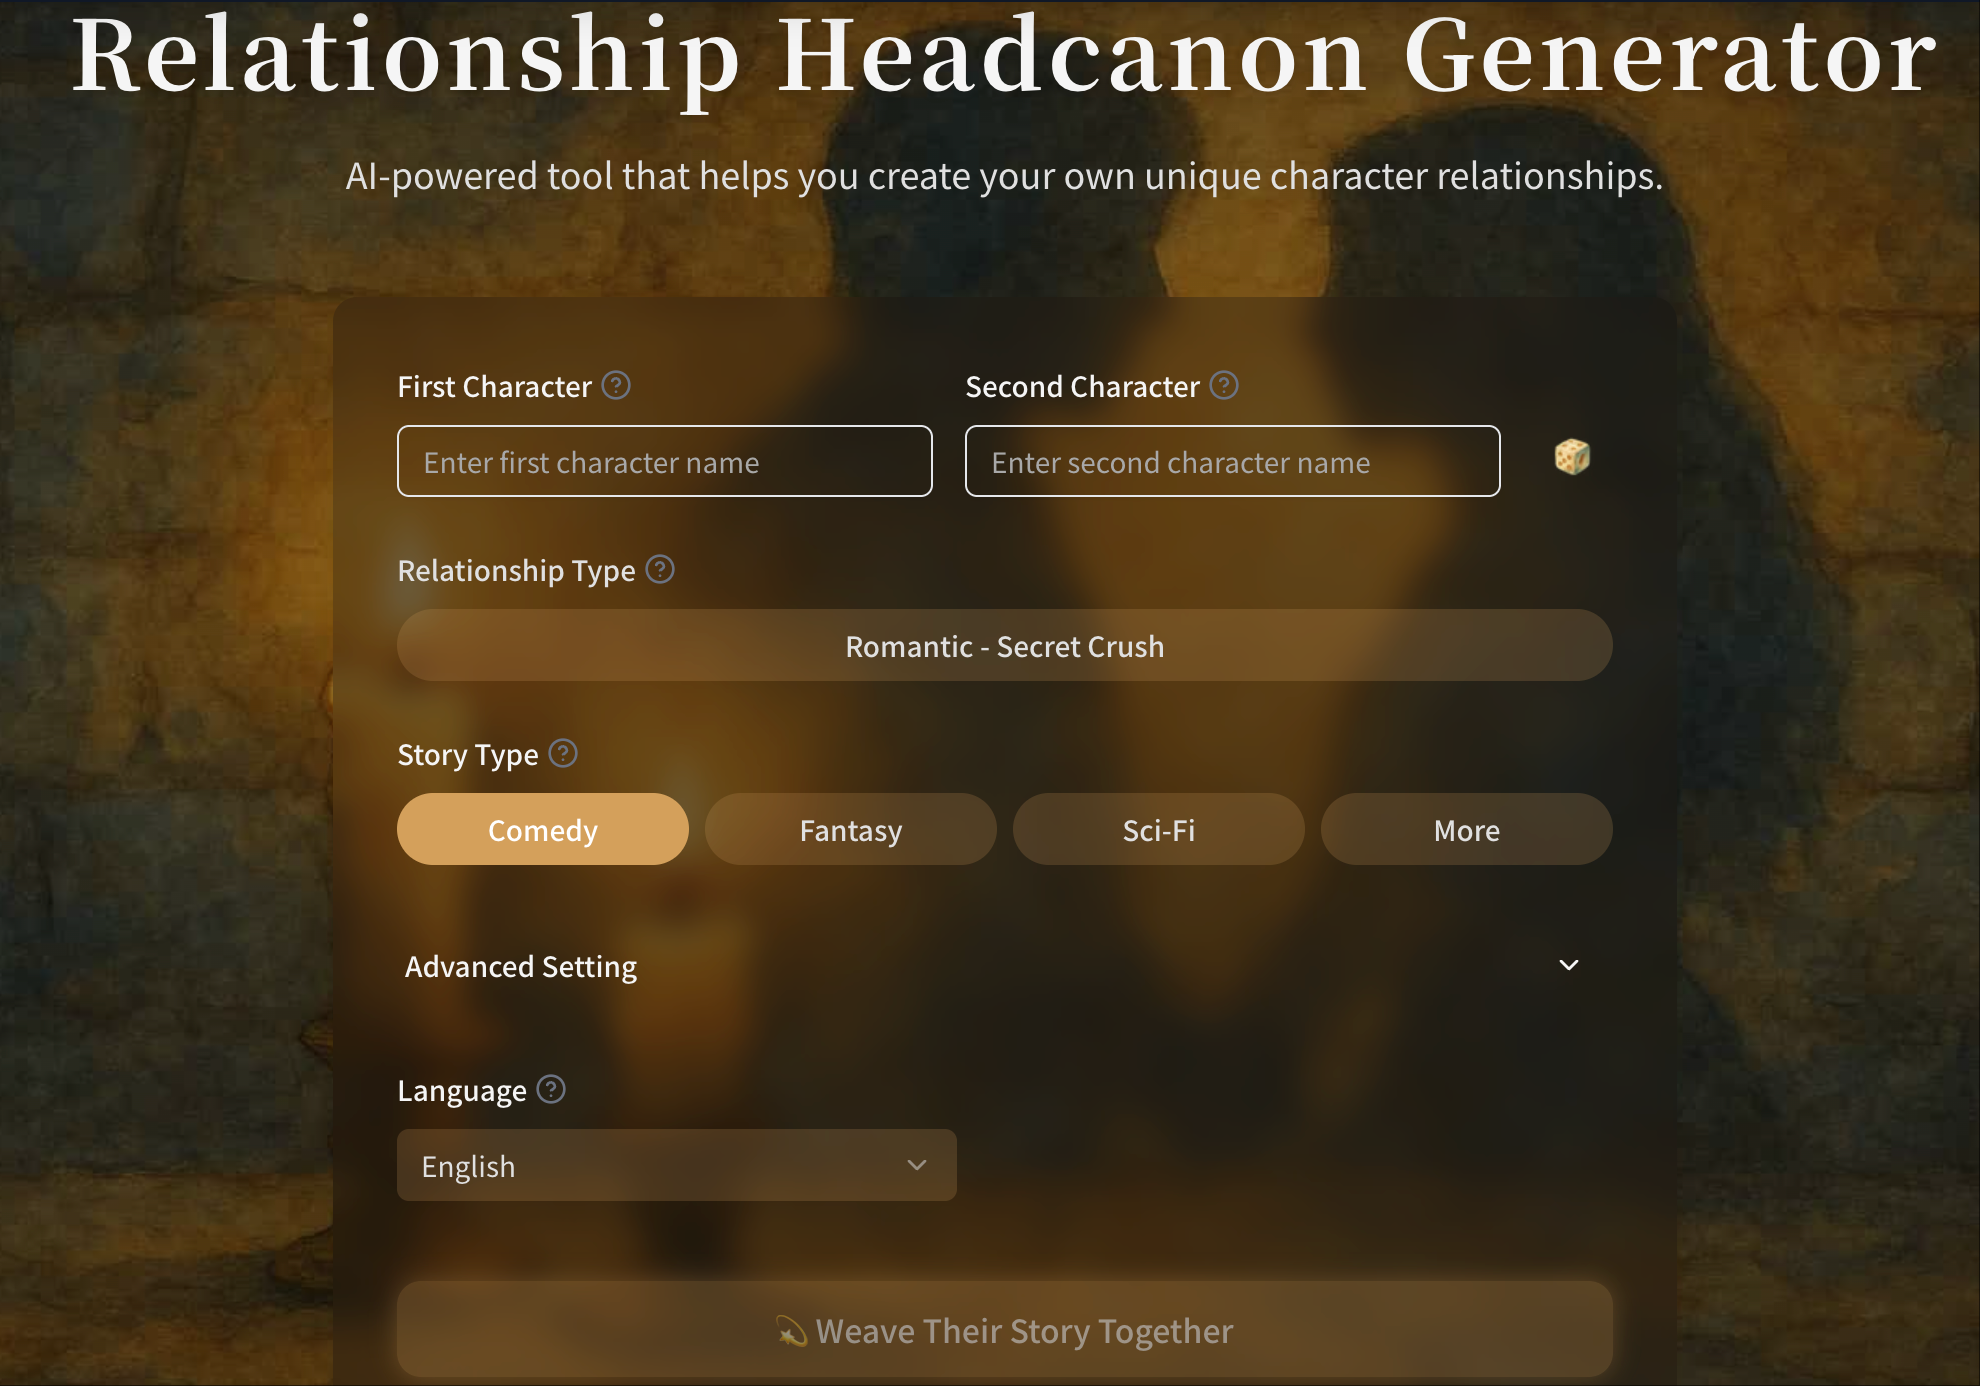 Relationship Headcanon Generator
AI-powered tool that helps you create your own unique character relationships.
First Character ?
Second Character ?
Enter first character name
Enter second character name
Relationship Type ?
Romantic - Secret Crush
Story Type ?
Comedy
Fantasy
Sci-Fi
More
Advanced Setting
Language ?
English
💫 Weave Their Story Together